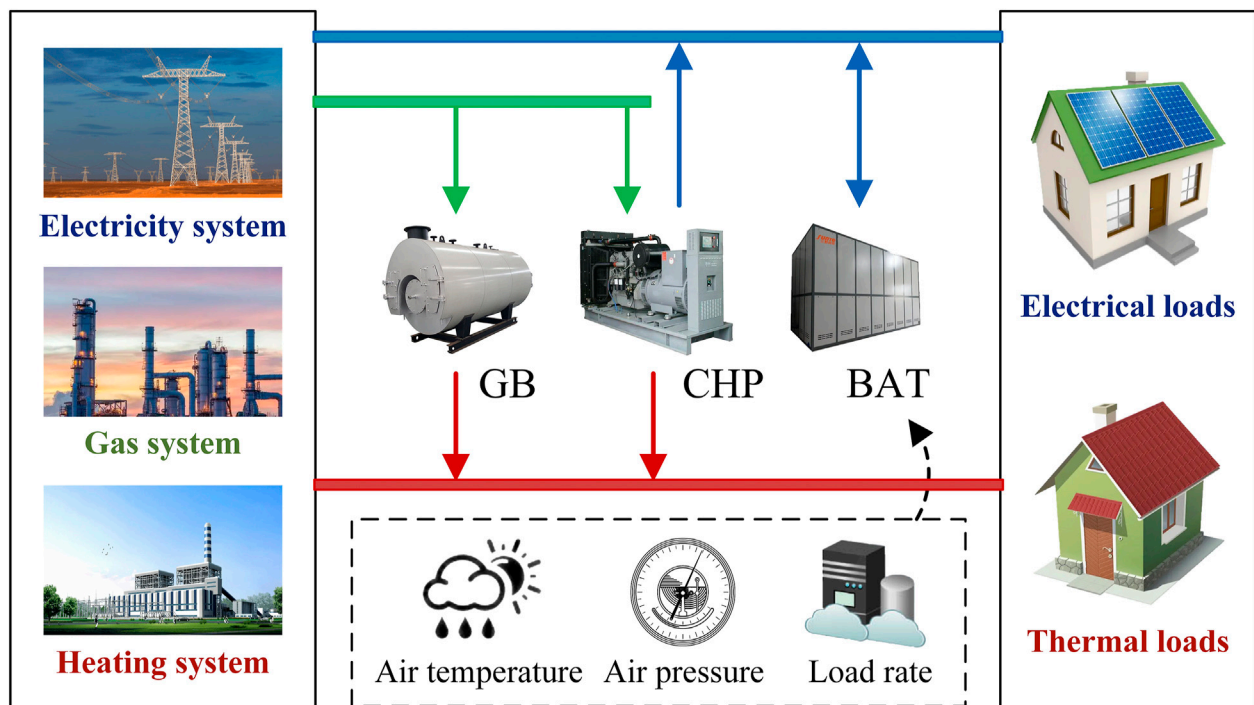 Electricity system
Gas system
Heating system
GB
CHP
BAT
Air temperature
Air pressure
Load rate
Electrical loads
Thermal loads